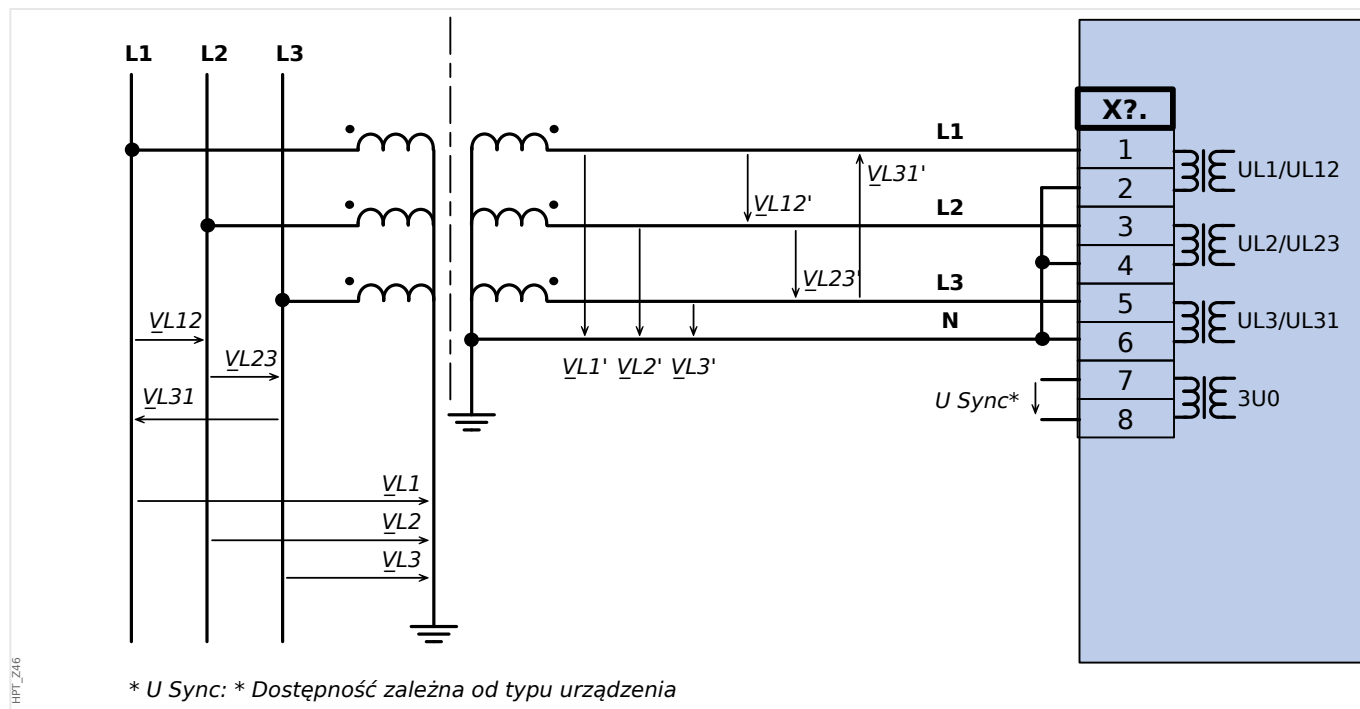 L1 L2 L3
X?.
L1
1
UL1/UL12
VL31'
2
VL12'
L2
3
UL2/UL23
4
VL23'
L3
5
UL3/UL31
N
6
VL12
VL23
VL31
VL1' VL2' VL3'
7
U Sync*
3U0
8
VL1
VL2
VL3
* U Sync: * Dostępność zależna od typu urządzenia
HPT_Z46